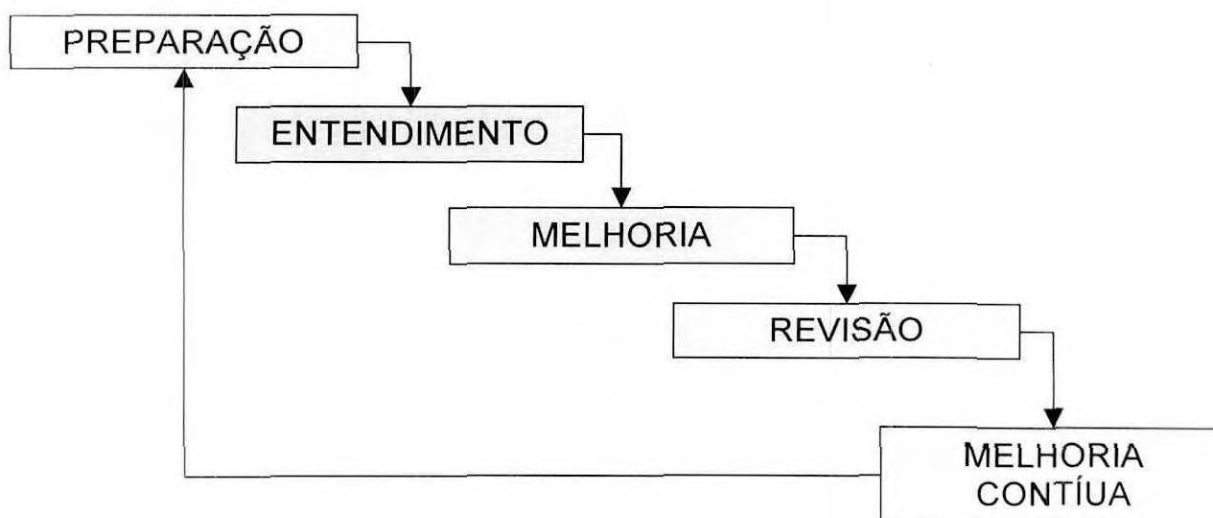 PREPARAÇÃO
ENTENDIMENTO
MELHORIA
REVISÃO
MELHORIA
CONTÍUA